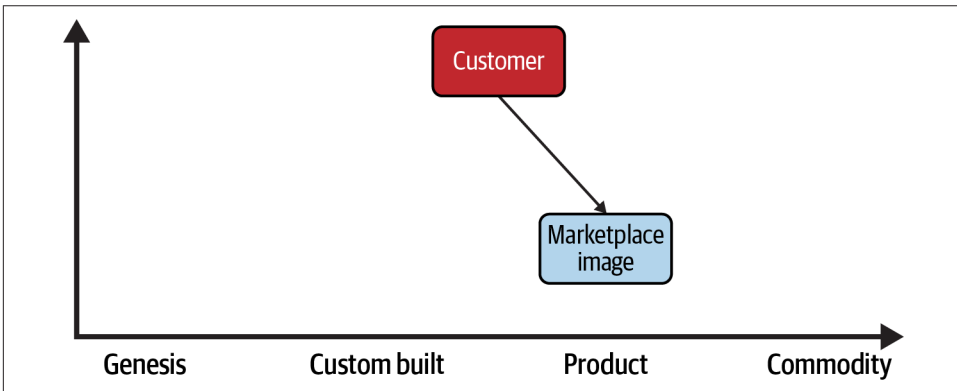 Customer
Marketplace
image
Genesis
Custom built
Product
Commodity